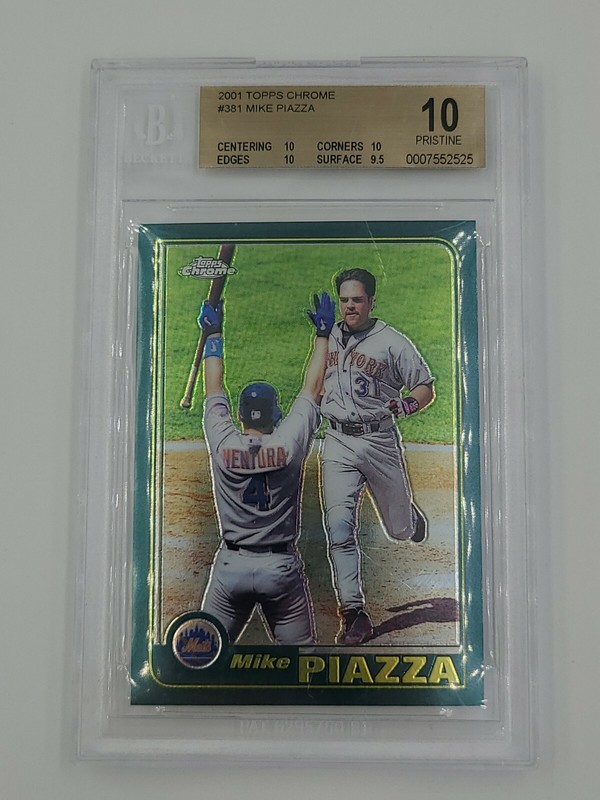 2001 TOPPS CHROME
#381 MIKE PIAZZA
CENTERING 10 CORNERS 10
EDGES 10 SURFACE 9.5
10
PRISTINE
0007552525
B
BECKETT
Topps
Chrome
NEW YORK
31
VENTURA
4
Mets
Mike PIAZZA